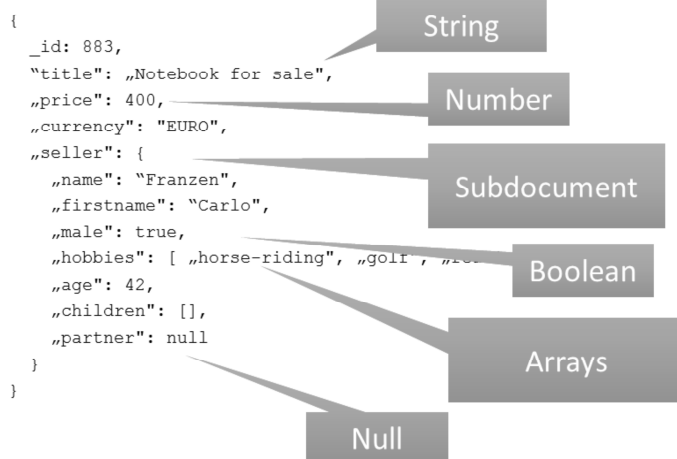 {
_id: 883,
“title": „Notebook for sale",
„price": 400,
„currency": "EURO",
„seller": {
„name": “Franzen",
„firstname": “Carlo",
„male": true,
„hobbies": [ „horse-riding", „golf",
„age": 42,
„children": [],
„partner": null
}
}
String
Number
Subdocument
Boolean
Arrays
Null